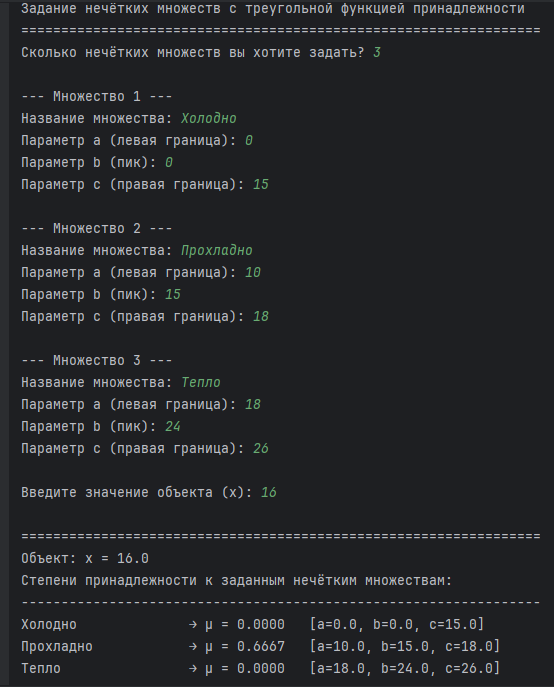 Задание нечётких множеств с треугольной функцией принадлежности
=================================================================
Сколько нечётких множеств вы хотите задать? 3
--- Множество 1 ---
Название множества: Холодно
Параметр a (левая граница): 0
Параметр b (пик): 0
Параметр c (правая граница): 15
--- Множество 2 ---
Название множества: Прохладно
Параметр a (левая граница): 10
Параметр b (пик): 15
Параметр c (правая граница): 18
--- Множество 3 ---
Название множества: Тепло
Параметр a (левая граница): 18
Параметр b (пик): 24
Параметр c (правая граница): 26
Введите значение объекта (x): 16
=================================================================
Объект: x = 16.0
Степени принадлежности к заданным нечётким множествам:
-----------------------------------------------------------------
Холодно → μ = 0.0000 [a=0.0, b=0.0, c=15.0]
Прохладно → μ = 0.6667 [a=10.0, b=15.0, c=18.0]
Тепло → μ = 0.0000 [a=18.0, b=24.0, c=26.0]